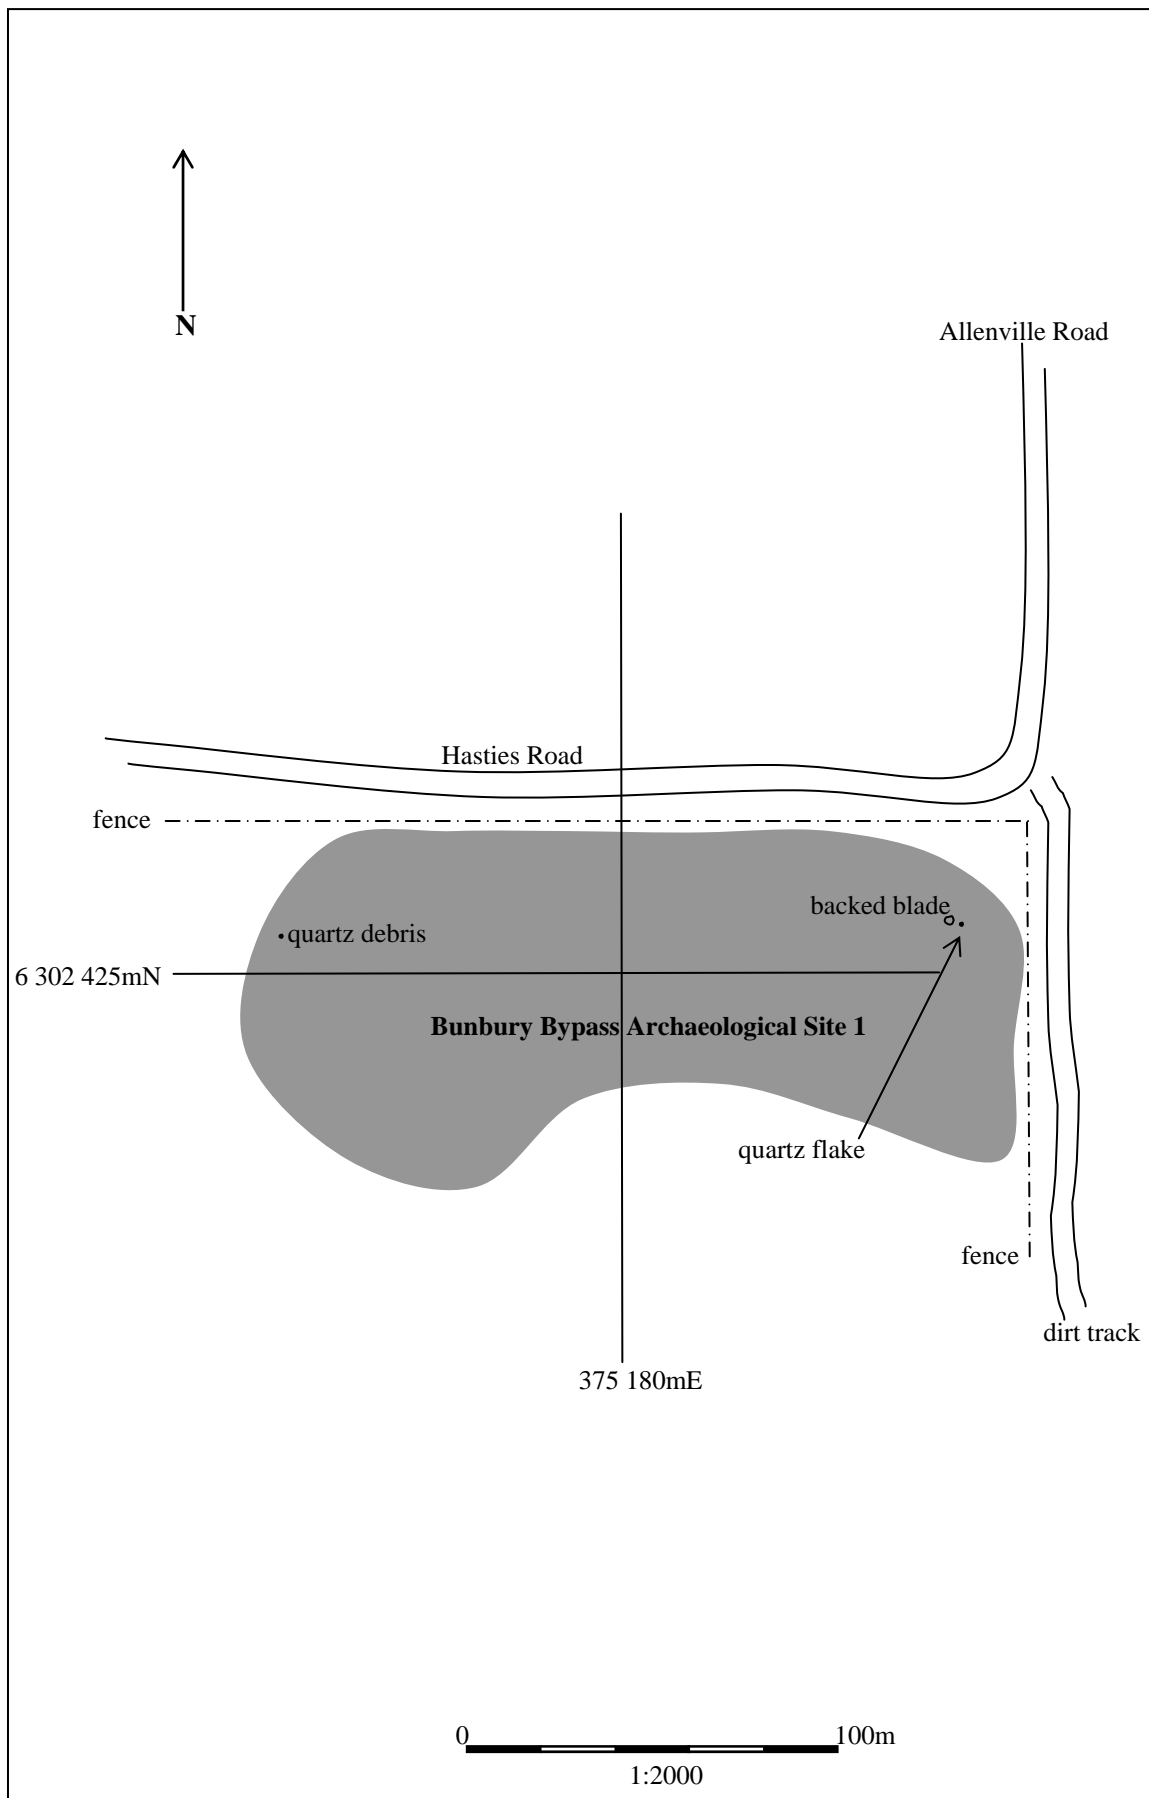 N
Allenville Road
Hasties Road
fence
backed blade
quartz debris
6 302 425mN
Bunbury Bypass Archaeological Site 1
quartz flake
fence
dirt track
375 180mE
0 100m
1:2000